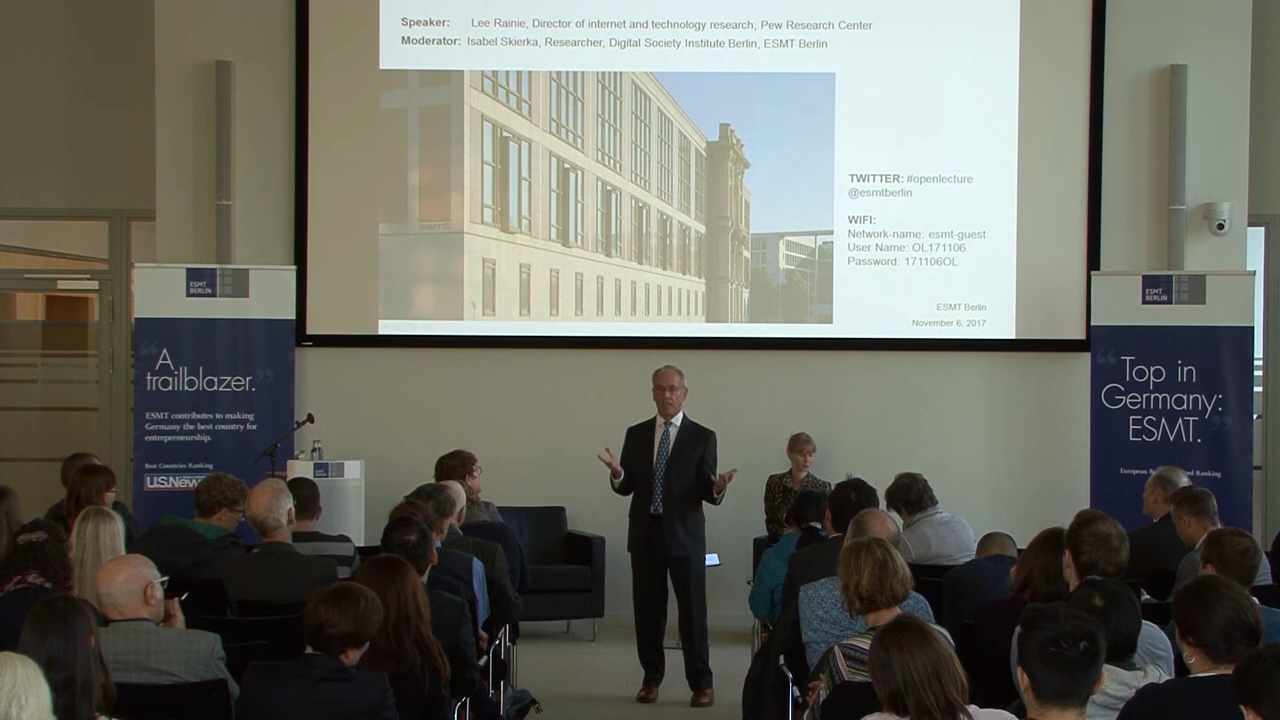 Speaker: Lee Rainie, Director of internet and technology research, Pew Research Center
Moderator: Isabel Skierka, Researcher, Digital Society Institute Berlin, ESMT Berlin
TWITTER: #openlecture
@esmtberlin
WIFI:
Network-name: esmt-guest
User Name: OL171106
Password: 171106OL
ESMT Berlin
November 6, 2017
ESMT
BERLIN
“A
trailblazer.”
ESMT contributes to making
Germany the best country for
entrepreneurship.
Best Countries Ranking
U.S.News
ESMT
BERLIN
“Top in
Germany:
ESMT.”
European Ranking